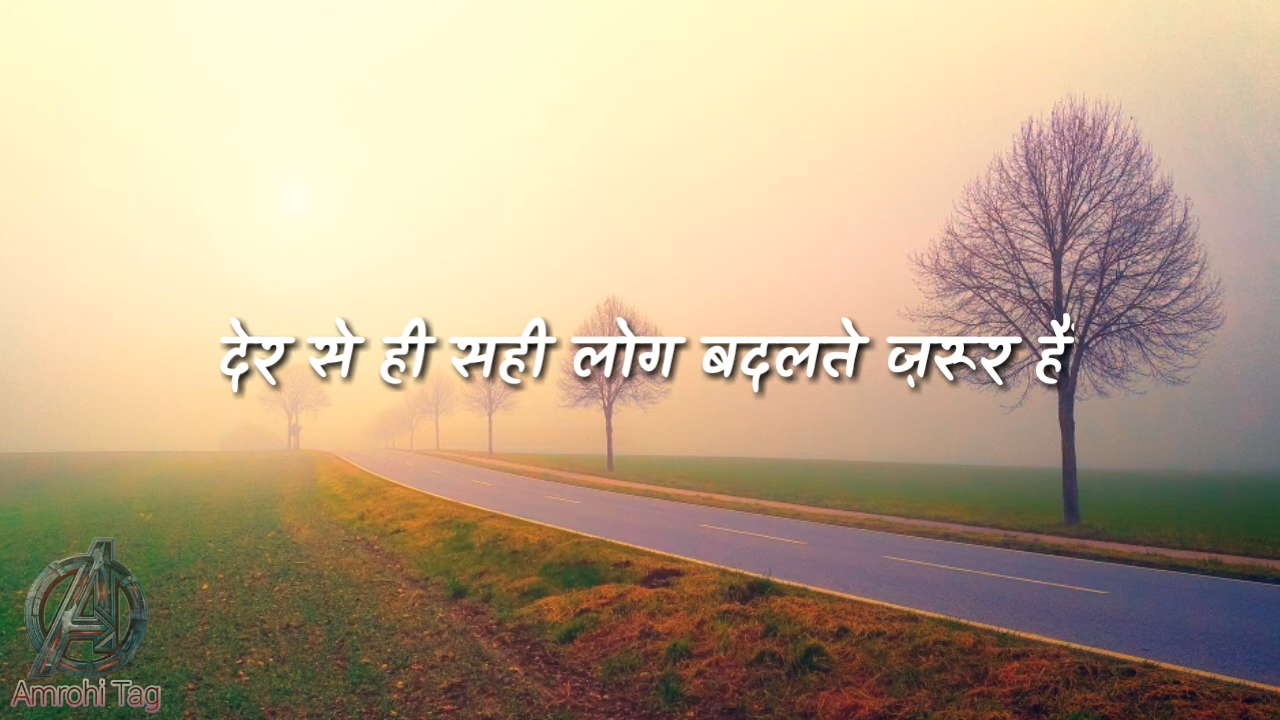 देर से ही सही लोग बदलते ज़रूर हैं
Amrohi Tag